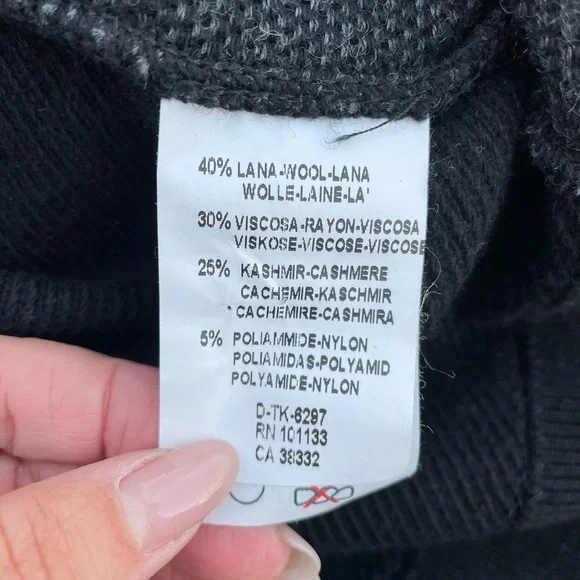 40% LANA-WOOL-LANA
WOLLE-LAINE-LA'
30% VISCOSA-RAYON-VISCOSA
VISKOSE-VISCOSE-VISCOSE
25% KASHMIR-CASHMERE
CACHEMIR-KASCHMIR
* CACHEMIRE-CASHMIRA
5% POLIAMMIDE-NYLON
POLIAMIDAS-POLYAMID
POLYAMIDE-NYLON
D-TK-6297
RN 101133
CA 38332